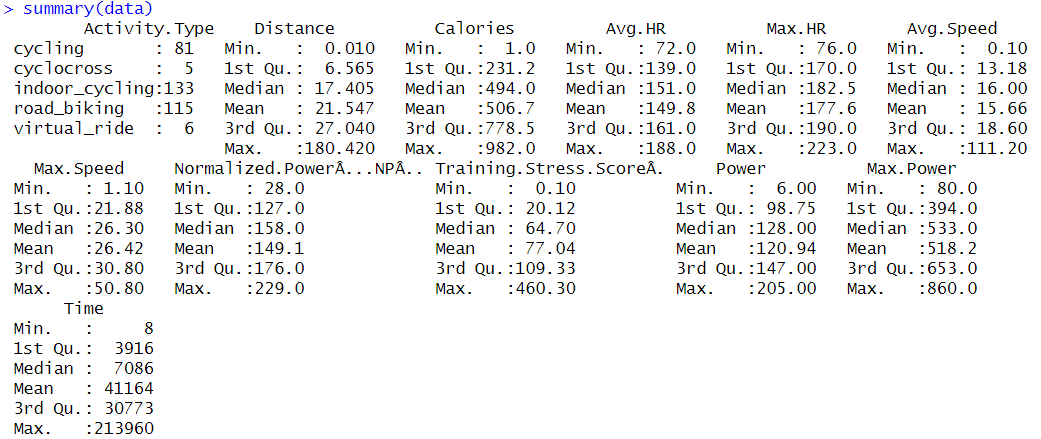 > summary(data)
Activity.Type Distance Calories Avg.HR Max.HR Avg.Speed
cycling : 81 Min. : 0.010 Min. : 1.0 Min. : 72.0 Min. : 76.0 Min. : 0.10
cyclocross : 5 1st Qu.: 6.565 1st Qu.:231.2 1st Qu.:139.0 1st Qu.:170.0 1st Qu.: 13.18
indoor_cycling:133 Median : 17.405 Median :494.0 Median :151.0 Median :182.5 Median : 16.00
road_biking :115 Mean : 21.547 Mean :506.7 Mean :149.8 Mean :177.6 Mean : 15.66
virtual_ride : 6 3rd Qu.: 27.040 3rd Qu.:778.5 3rd Qu.:161.0 3rd Qu.:190.0 3rd Qu.: 18.60
Max. :180.420 Max. :982.0 Max. :188.0 Max. :223.0 Max. :111.20
Max.Speed Normalized.PowerÂ...NPÂ.. Training.Stress.ScoreÂ. Power Max.Power
Min. : 1.10 Min. : 28.0 Min. : 0.10 Min. : 6.00 Min. : 80.0
1st Qu.:21.88 1st Qu.:127.0 1st Qu.: 20.12 1st Qu.: 98.75 1st Qu.:394.0
Median :26.30 Median :158.0 Median : 64.70 Median :128.00 Median :533.0
Mean :26.42 Mean :149.1 Mean : 77.04 Mean :120.94 Mean :518.2
3rd Qu.:30.80 3rd Qu.:176.0 3rd Qu.:109.33 3rd Qu.:147.00 3rd Qu.:653.0
Max. :50.80 Max. :229.0 Max. :460.30 Max. :205.00 Max. :860.0
Time
Min. : 8
1st Qu.: 3916
Median : 7086
Mean : 41164
3rd Qu.: 30773
Max. :213960